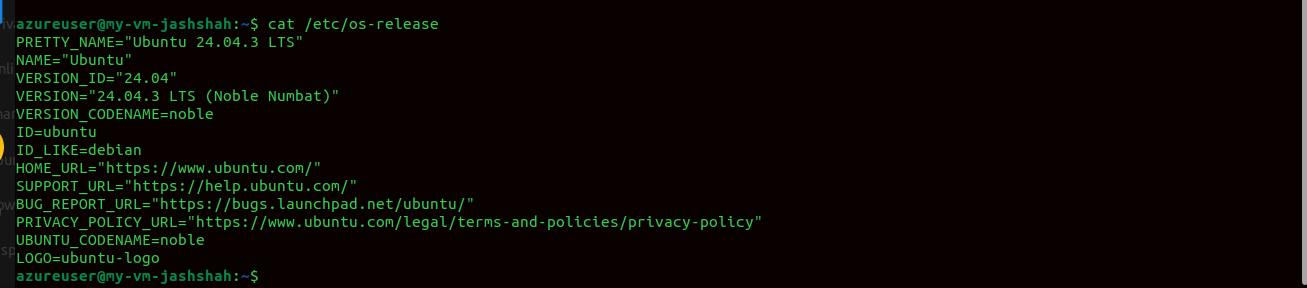 azureuser@my-vm-jashshah:~$ cat /etc/os-release
PRETTY_NAME="Ubuntu 24.04.3 LTS"
NAME="Ubuntu"
VERSION_ID="24.04"
VERSION="24.04.3 LTS (Noble Numbat)"
VERSION_CODENAME=noble
ID=ubuntu
ID_LIKE=debian
HOME_URL="https://www.ubuntu.com/"
SUPPORT_URL="https://help.ubuntu.com/"
BUG_REPORT_URL="https://bugs.launchpad.net/ubuntu/"
PRIVACY_POLICY_URL="https://www.ubuntu.com/legal/terms-and-policies/privacy-policy"
UBUNTU_CODENAME=noble
LOGO=ubuntu-logo
azureuser@my-vm-jashshah:~$